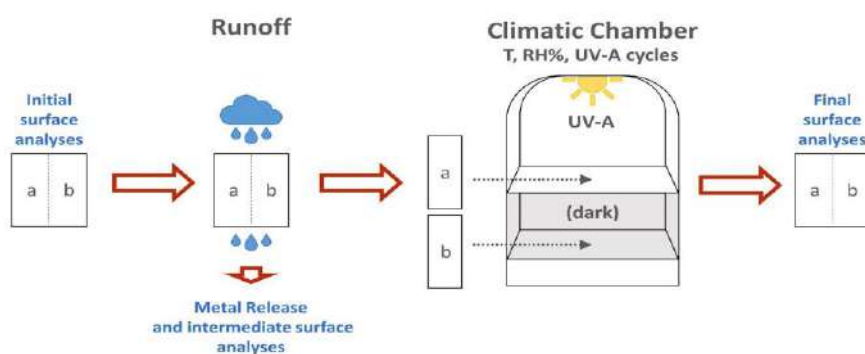 Runoff
Climatic Chamber
T, RH%, UV-A cycles
Initial
surface
analyses
a b
a b
Metal Release
and intermediate surface
analyses
a
b
UV-A
(dark)
Final
surface
analyses
a b